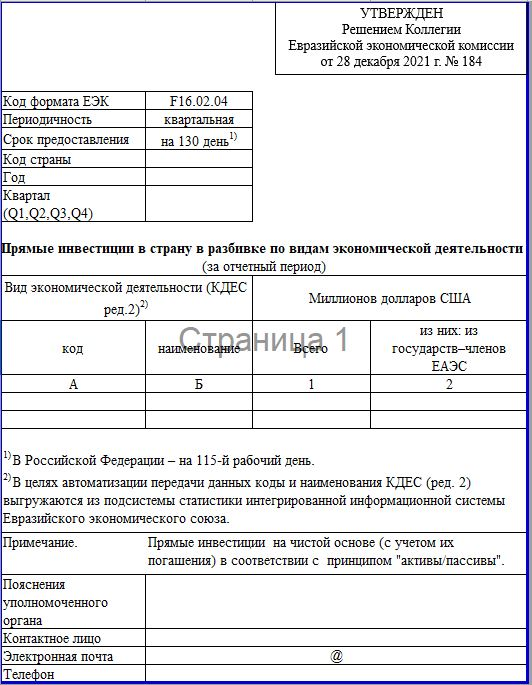 УТВЕРЖДЕН
Решением Коллегии
Евразийской экономической комиссии
от 28 декабря 2021 г. № 184
Код формата ЕЭК F16.02.04
Периодичность квартальная
Срок предоставления на 130 день1)
Код страны
Год
Квартал
(Q1,Q2,Q3,Q4)
Прямые инвестиции в страну в разбивке по видам экономической деятельности
(за отчетный период)
Вид экономической деятельности (КДЕС
ред.2)2)
Миллионов долларов США
код наименование Всего
из них: из
государств–членов
ЕАЭС
Страница 1
А Б 1 2
1) В Российской Федерации – на 115-й рабочий день.
2) В целях автоматизации передачи данных коды и наименования КДЕС (ред. 2)
выгружаются из подсистемы статистики интегрированной информационной системы
Евразийского экономического союза.
Примечание. Прямые инвестиции на чистой основе (с учетом их
погашения) в соответствии с принципом "активы/пассивы".
Пояснения
уполномоченного
органа
Контактное лицо
Электронная почта @
Телефон